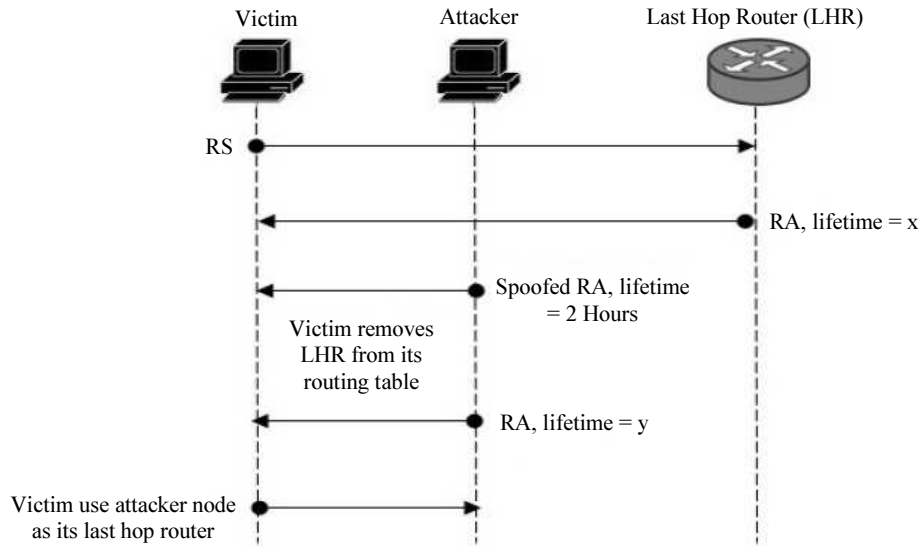 Victim
Attacker
Last Hop Router (LHR)
RS
RA, lifetime = x
Spoofed RA, lifetime
= 2 Hours
Victim removes
LHR from its
routing table
RA, lifetime = y
Victim use attacker node
as its last hop router